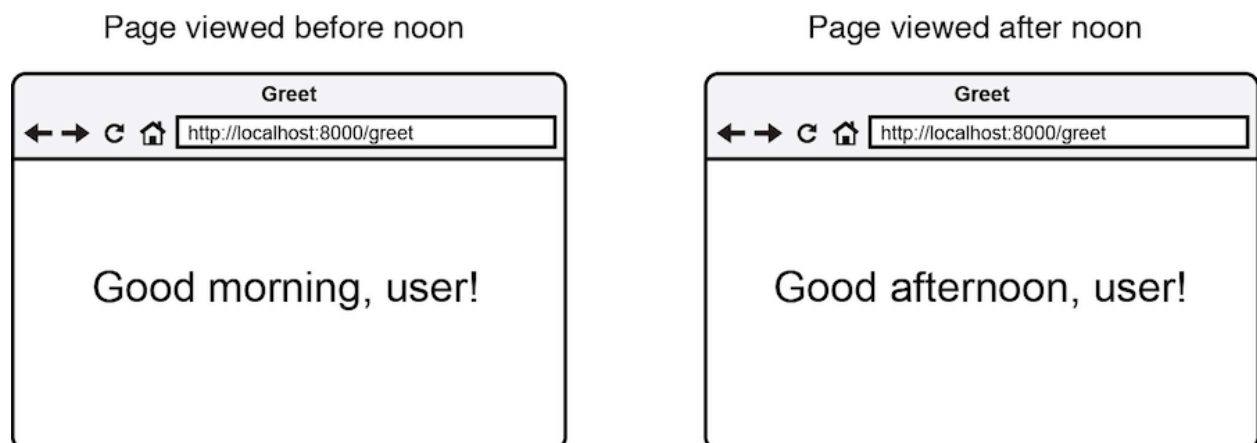 Page viewed before noon
Greet
http://localhost:8000/greet
Good morning, user!
Page viewed after noon
Greet
http://localhost:8000/greet
Good afternoon, user!